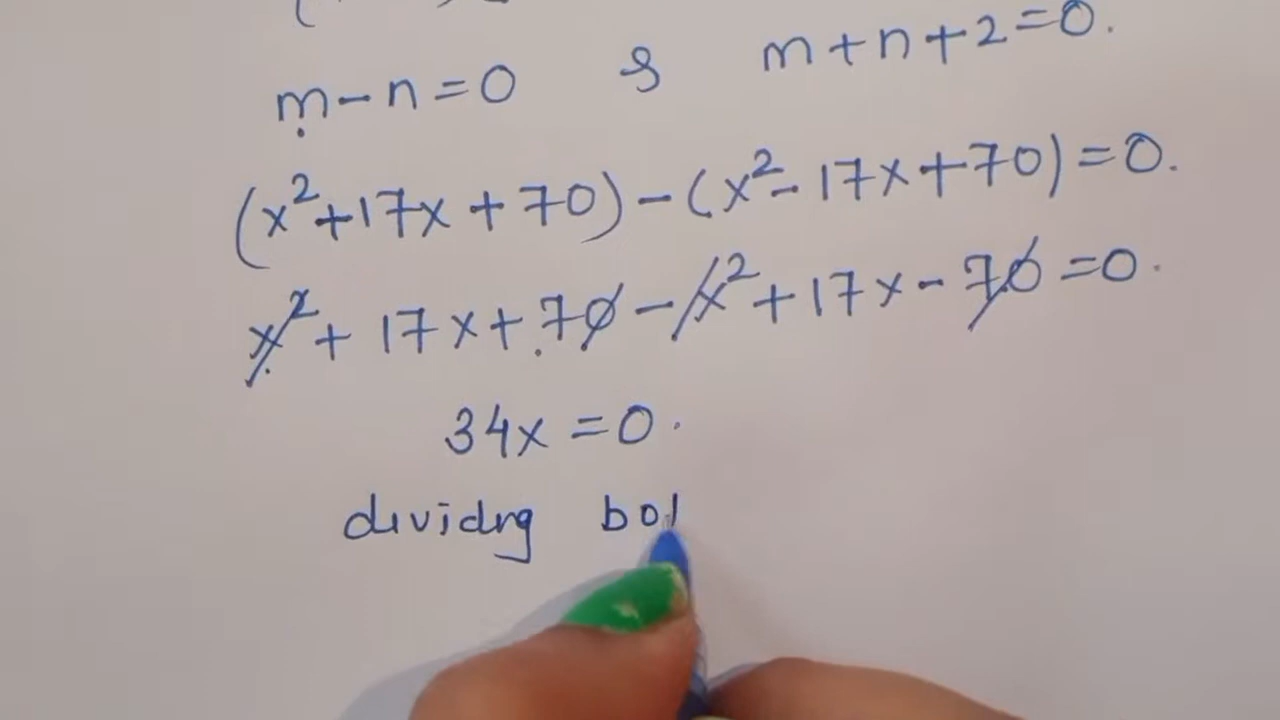 m-n=0 & m+n+2=0.
(x²+17x+70)-(x²-17x+70)=0.
x²+17x+70-x²+17x-70=0.
34x=0.
dividng bot